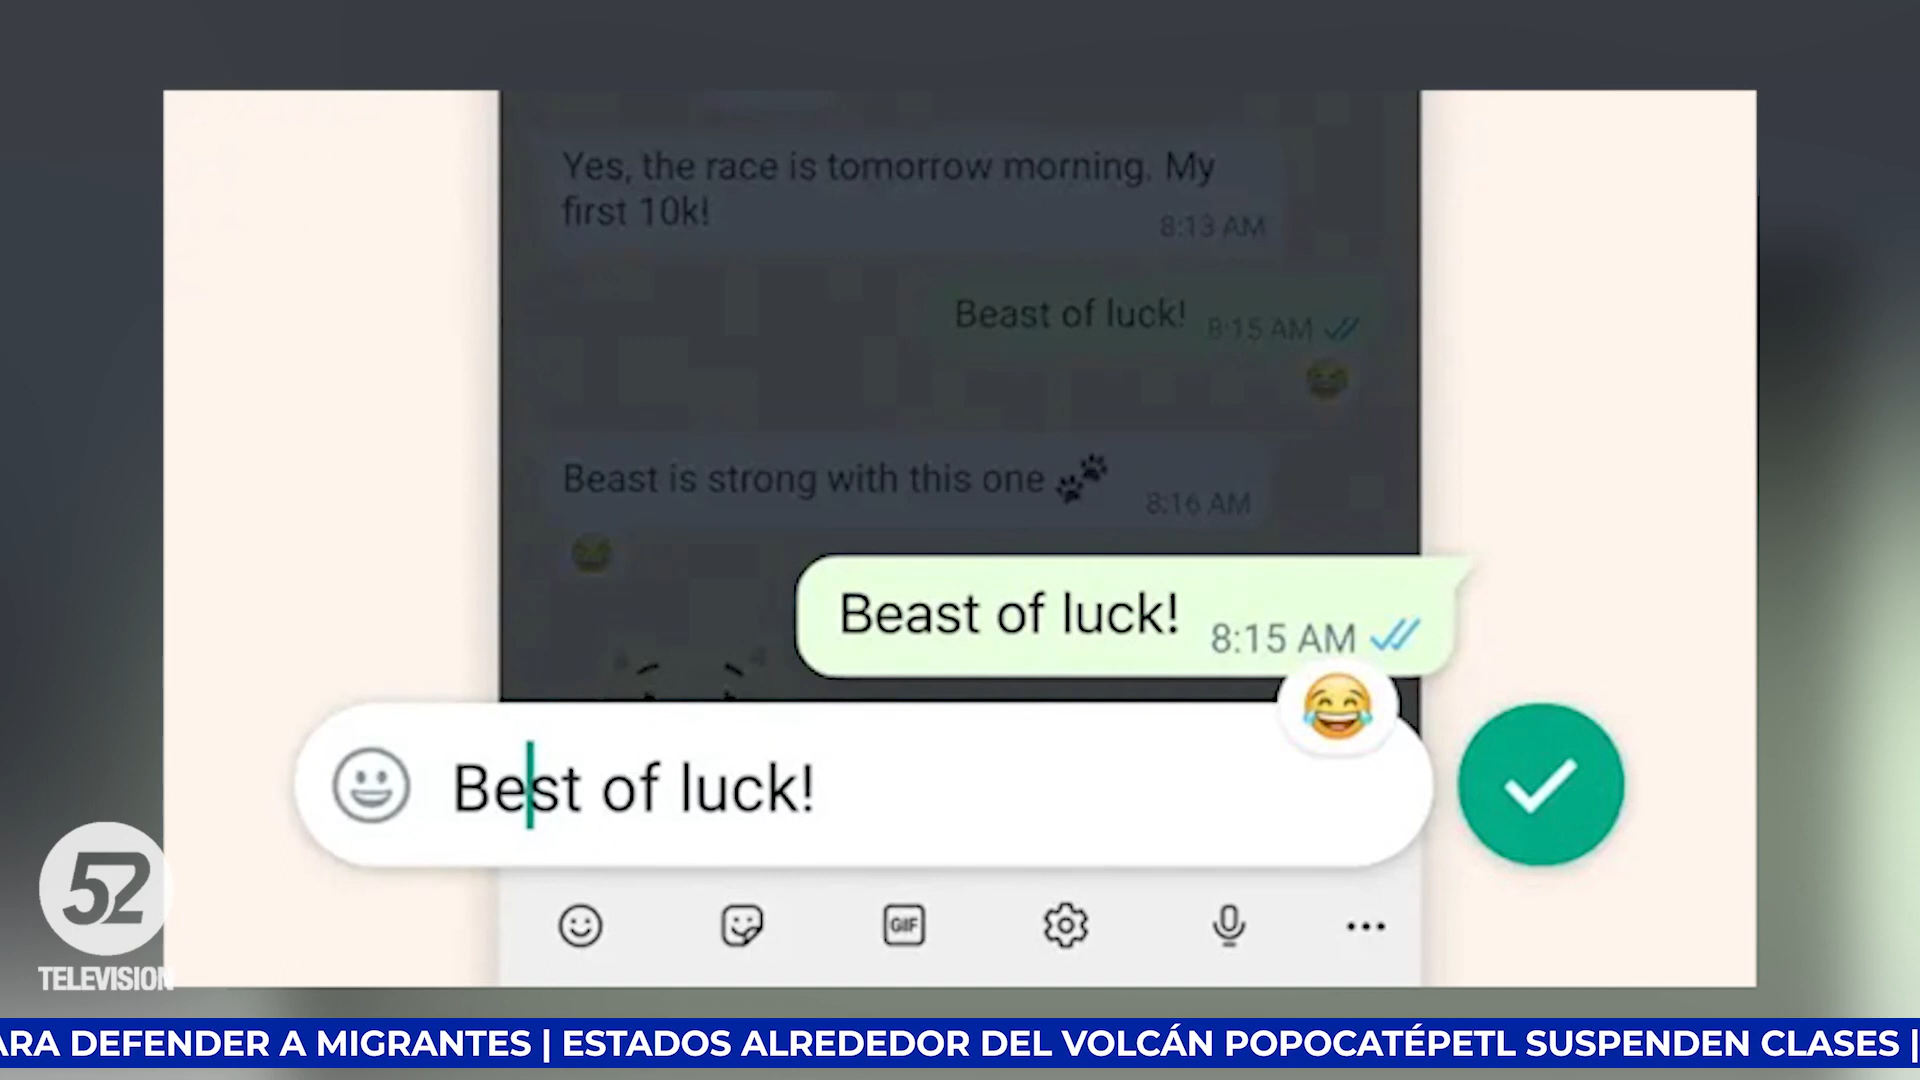 Yes, the race is tomorrow morning. My
first 10k!
8:13 AM
Beast of luck!
8:15 AM
Beast is strong with this one
8:16 AM
Beast of luck!
8:15 AM
Best of luck!
GIF
52
TELEVISION
ARA DEFENDER A MIGRANTES | ESTADOS ALREDEDOR DEL VOLCÁN POPOCATÉPETL SUSPENDEN CLASES |